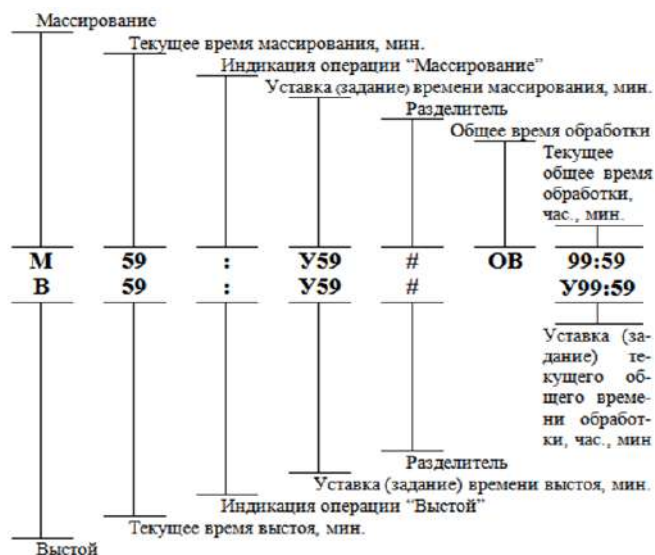 Массирование
Текущее время массирования, мин.
Индикация операции “Массирование”
Уставка (задание) времени массирования, мин.
Разделитель
Общее время обработки
Текущее
общее время
обработки,
час., мин.
М 59 : У59 # ОВ 99:59
В 59 : У59 # У99:59
Уставка (за-
дание) те-
кущего об-
щего време-
ни обработ-
ки, час., мин
Разделитель
Уставка (задание) времени выстоя, мин.
Индикация операции “Выстой”
Текущее время выстоя, мин.
Выстой